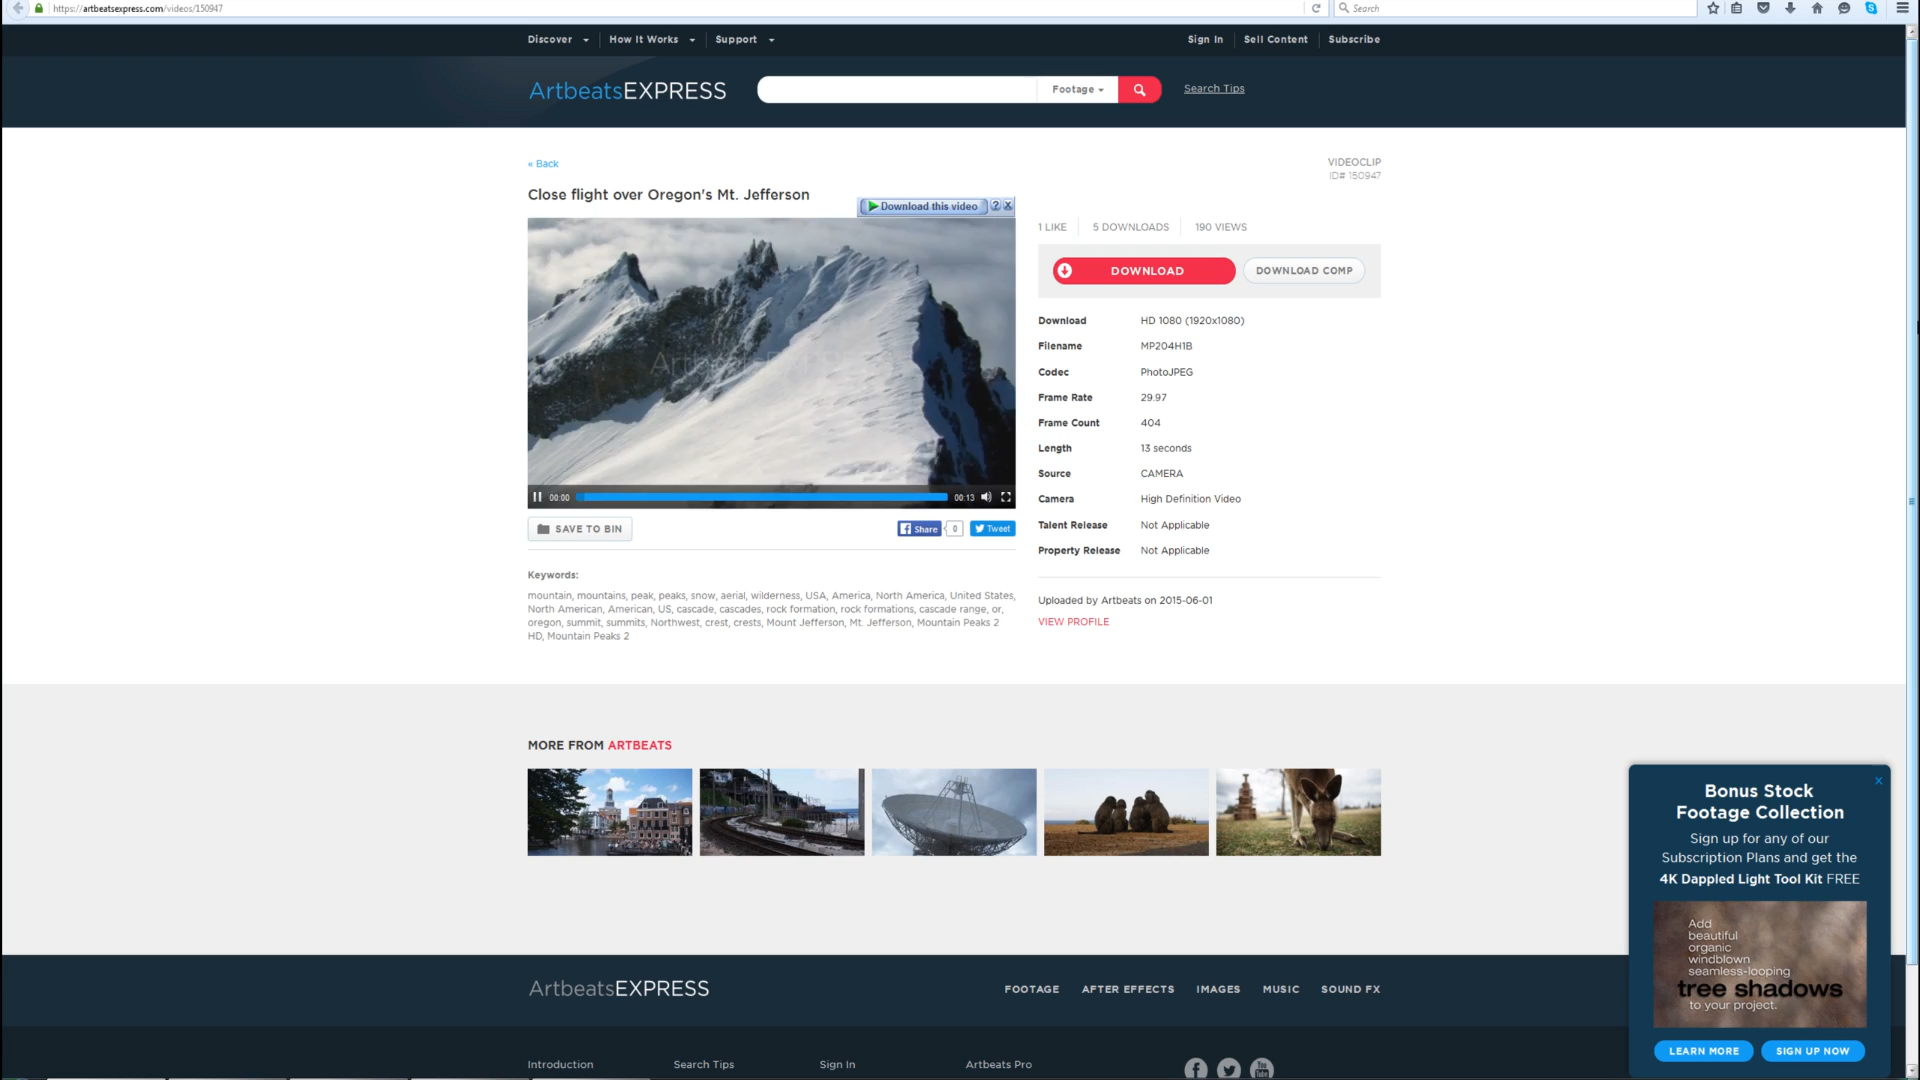 https://artbeatsexpress.com/videos/150947
Search
Discover
How It Works
Support
Sign In
Sell Content
Subscribe
ArtbeatsEXPRESS
Footage
Search Tips
« Back
VIDEOCLIP
ID# 150947
Close flight over Oregon's Mt. Jefferson
Download this video
1 LIKE
5 DOWNLOADS
190 VIEWS
DOWNLOAD
DOWNLOAD COMP
Download HD 1080 (1920x1080)
Filename MP204H1B
Codec PhotoJPEG
Frame Rate 29.97
Frame Count 404
Length 13 seconds
Source CAMERA
Camera High Definition Video
Talent Release Not Applicable
Property Release Not Applicable
00:00
00:13
SAVE TO BIN
Share
0
Tweet
Keywords:
mountain, mountains, peak, peaks, snow, aerial, wilderness, USA, America, North America, United States,
North American, American, US, cascade, cascades, rock formation, rock formations, cascade range, or,
oregon, summit, summits, Northwest, crest, crests, Mount Jefferson, Mt. Jefferson, Mountain Peaks 2
HD, Mountain Peaks 2
Uploaded by Artbeats on 2015-06-01
VIEW PROFILE
MORE FROM ARTBEATS
Bonus Stock
Footage Collection
Sign up for any of our
Subscription Plans and get the
4K Dappled Light Tool Kit FREE
Add
beautiful
organic
windblown
seamless-looping
tree shadows
to your project.
LEARN MORE
SIGN UP NOW
ArtbeatsEXPRESS
FOOTAGE
AFTER EFFECTS
IMAGES
MUSIC
SOUND FX
Introduction
Search Tips
Sign In
Artbeats Pro